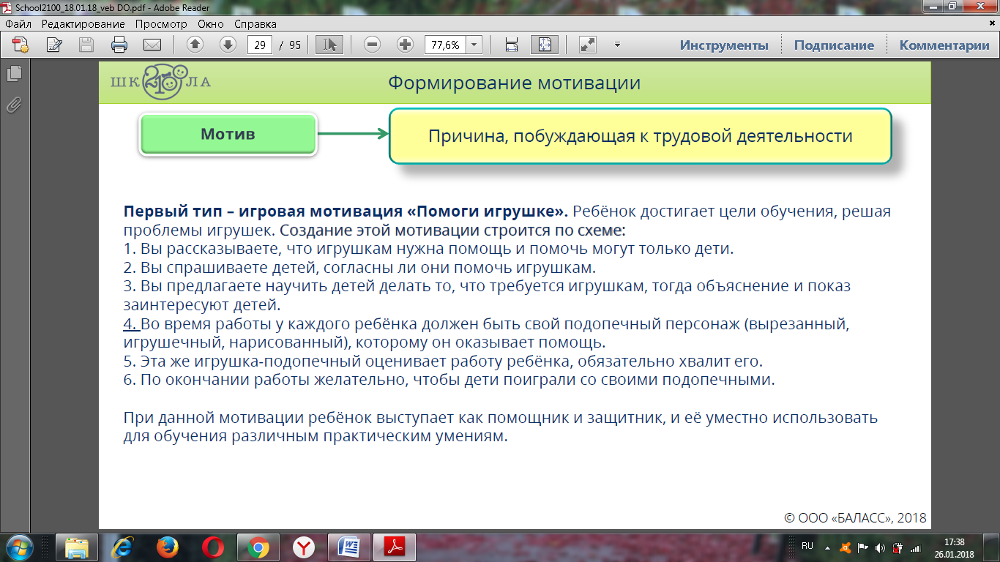 School2100_18.01.18_veb DO.pdf - Adobe Reader
Файл Редактирование Просмотр Окно Справка
29 / 95 77,6% Инструменты Подписание Комментарии
ШК2100ЛА
Формирование мотивации
Мотив
Причина, побуждающая к трудовой деятельности
Первый тип – игровая мотивация «Помоги игрушке». Ребёнок достигает цели обучения, решая
проблемы игрушек. Создание этой мотивации строится по схеме:
1. Вы рассказываете, что игрушкам нужна помощь и помочь могут только дети.
2. Вы спрашиваете детей, согласны ли они помочь игрушкам.
3. Вы предлагаете научить детей делать то, что требуется игрушкам, тогда объяснение и показ
заинтересуют детей.
4. Во время работы у каждого ребёнка должен быть свой подопечный персонаж (вырезанный,
игрушечный, нарисованный), которому он оказывает помощь.
5. Эта же игрушка-подопечный оценивает работу ребёнка, обязательно хвалит его.
6. По окончании работы желательно, чтобы дети поиграли со своими подопечными.
При данной мотивации ребёнок выступает как помощник и защитник, и её уместно использовать
для обучения различным практическим умениям.
© ООО «БАЛАСС», 2018
RU
17:38
26.01.2018